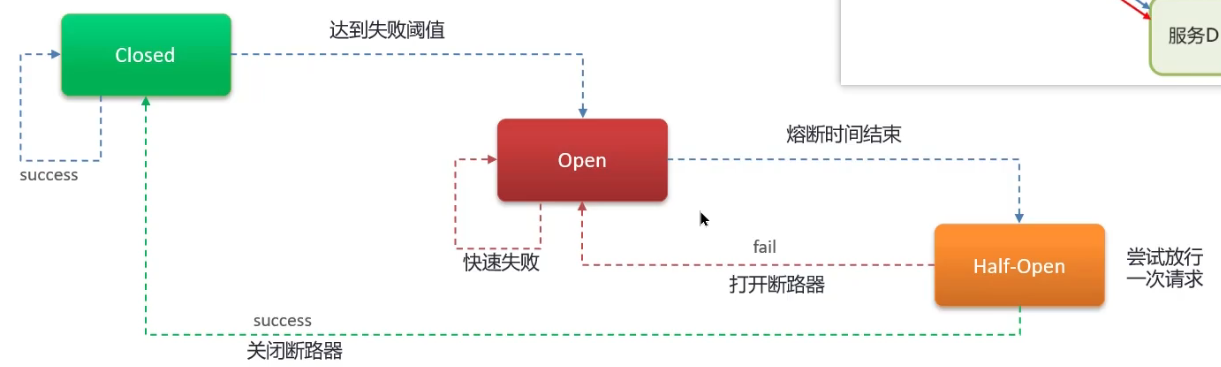 达到失败阈值
Closed
服务D
success
熔断时间结束
Open
快速失败
fail
打开断路器
Half-Open
尝试放行
一次请求
success
关闭断路器